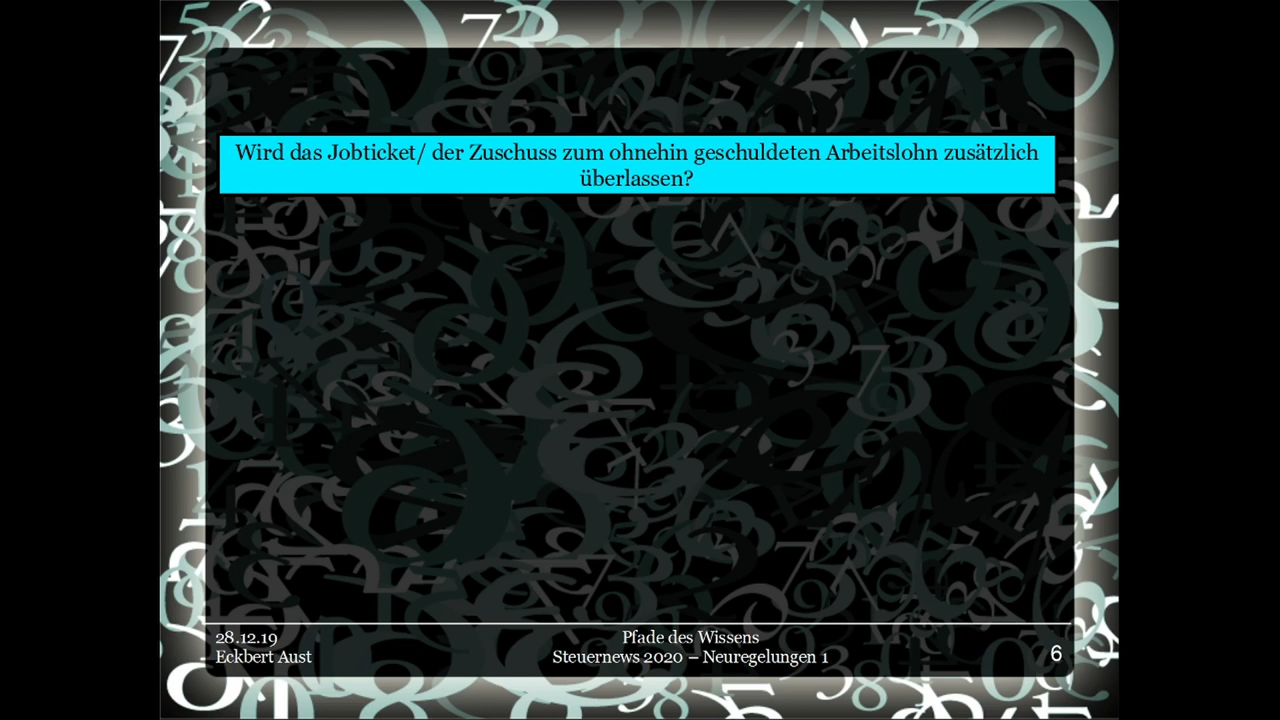 Wird das Jobticket/ der Zuschuss zum ohnehin geschuldeten Arbeitslohn zusätzlich
überlassen?
28.12.19
Eckbert Aust
Pfade des Wissens
Steuernews 2020 – Neuregelungen 1
6